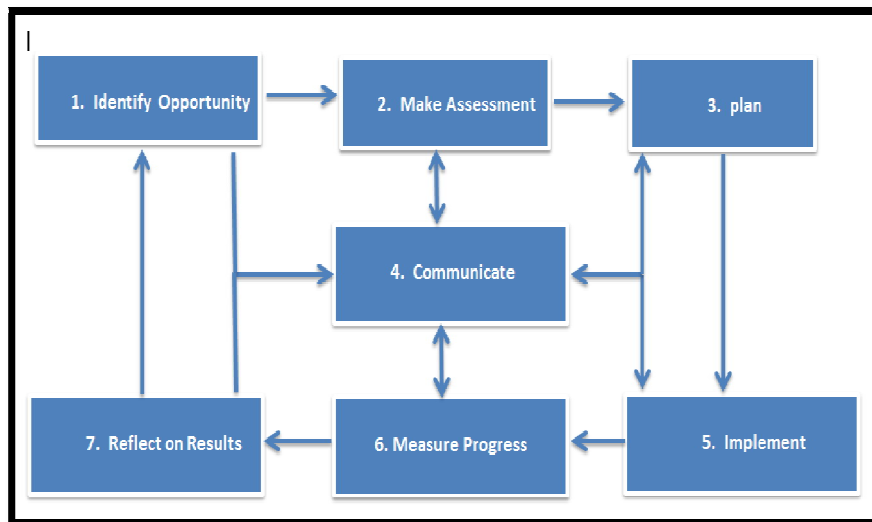 1. Identify Opportunity
2. Make Assessment
3. plan
4. Communicate
7. Reflect on Results
6. Measure Progress
5. Implement